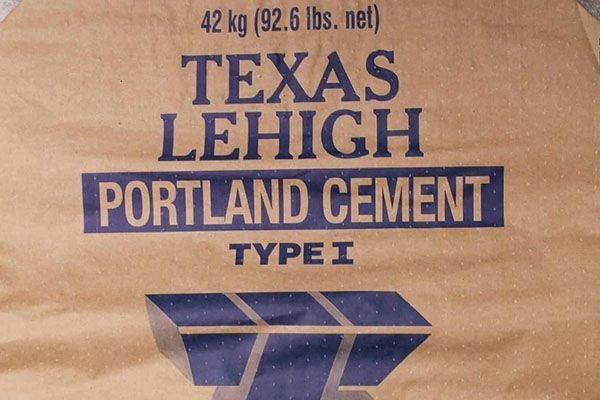 42 kg (92.6 lbs. net)
TEXAS
LEHIGH
PORTLAND CEMENT
TYPE I